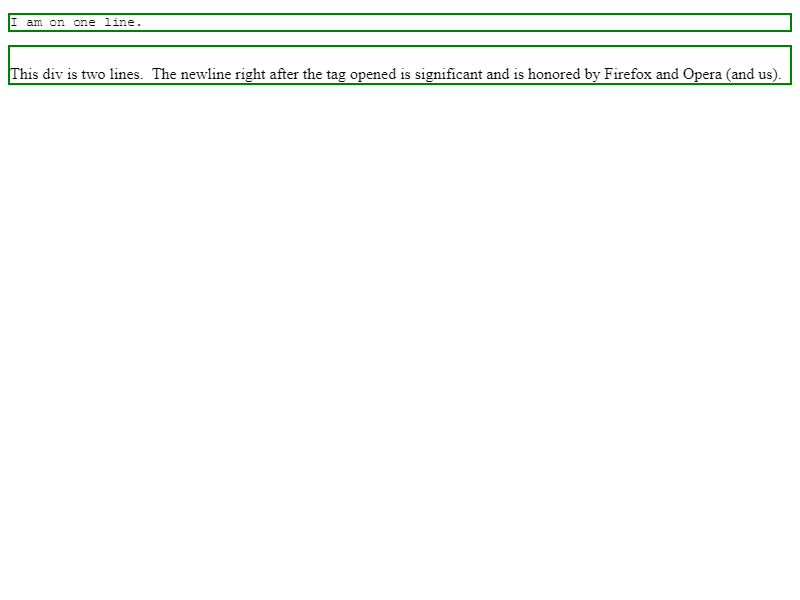 I am on one line.
This div is two lines.  The newline right after the tag opened is significant and is honored by Firefox and Opera (and us).